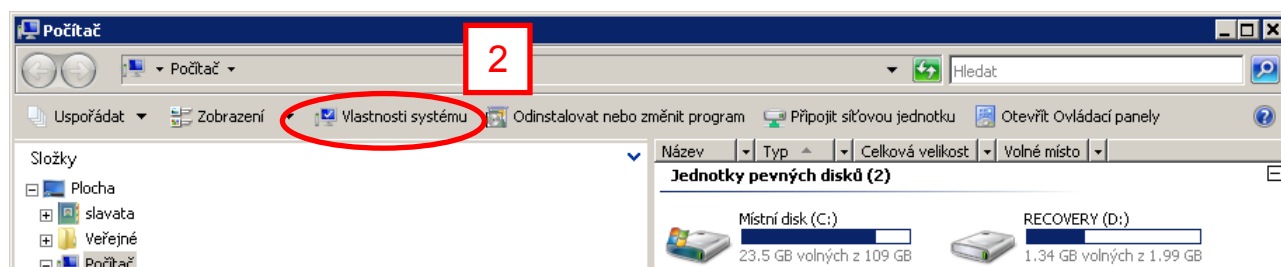 Počítač
2
Počítač
Hledat
Uspořádat
Zobrazení
Vlastnosti systému
Odinstalovat nebo změnit program
Připojit síťovou jednotku
Otevřít Ovládací panely
Složky
Název Typ Celková velikost Volné místo
Jednotky pevných disků (2)
Plocha
slavata
Veřejné
Počítač
Místní disk (C:)
23.5 GB volných z 109 GB
RECOVERY (D:)
1.34 GB volných z 1.99 GB